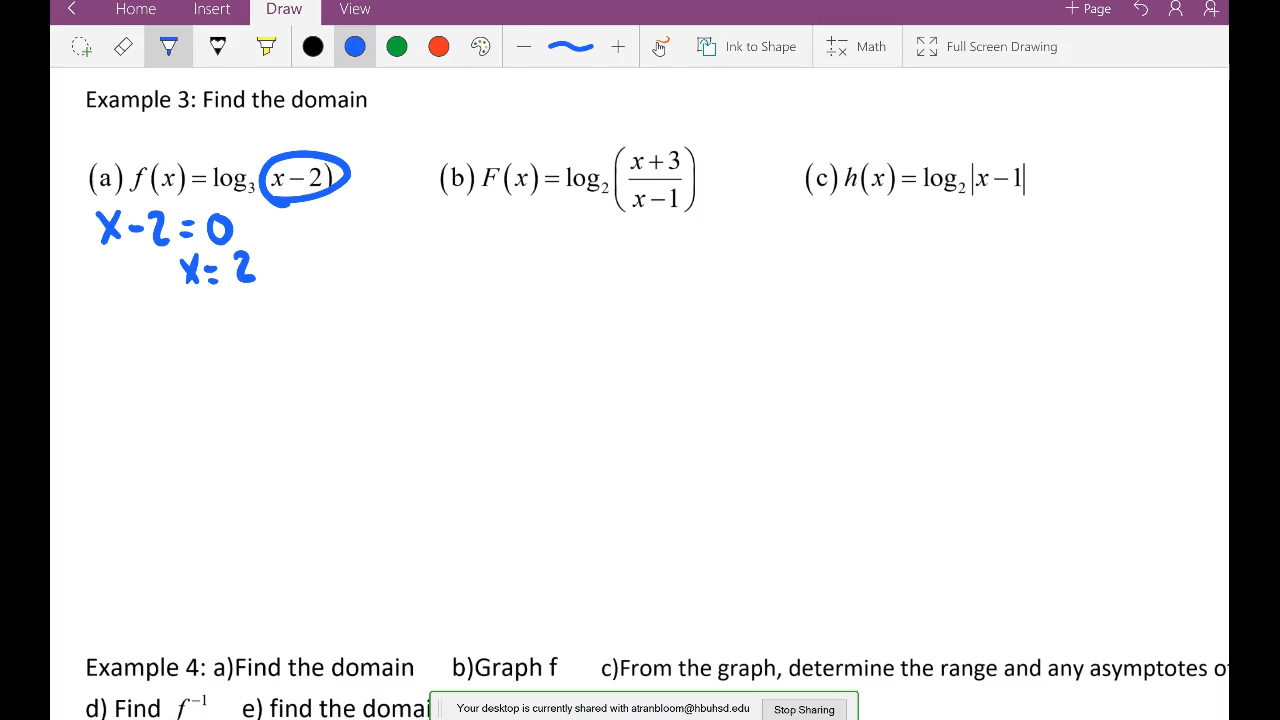 Home Insert Draw View + Page
Ink to Shape Math Full Screen Drawing
Example 3: Find the domain
(a) f(x) = log₃(x − 2) (b) F(x) = log₂((x + 3)/(x − 1)) (c) h(x) = log₂|x − 1|
x - 2 = 0
x = 2
Example 4: a)Find the domain b)Graph f c)From the graph, determine the range and any asymptotes o
d) Find f⁻¹ e) find the domai
Your desktop is currently shared with atranbloom@hbuhsd.edu Stop Sharing